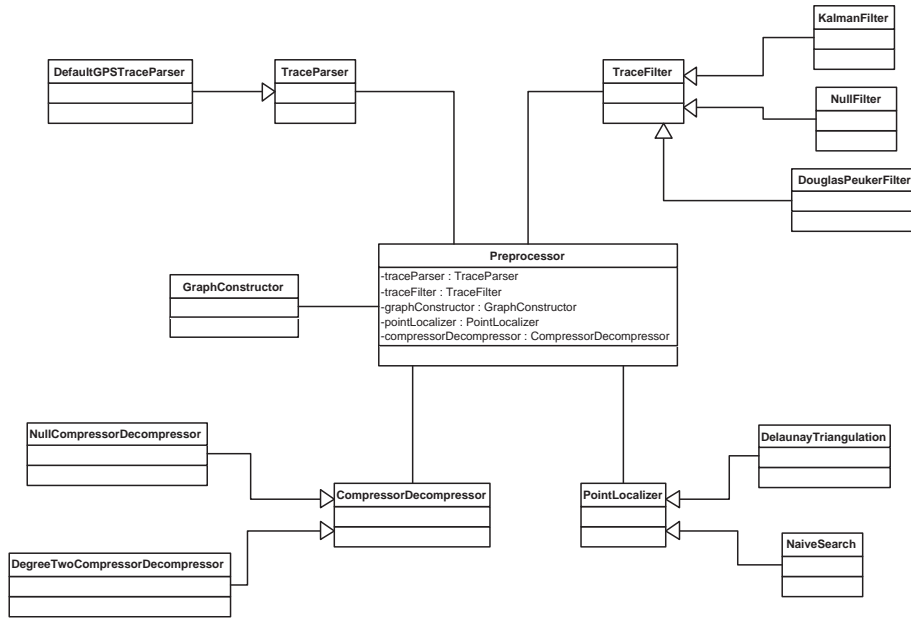 KalmanFilter
DefaultGPSTraceParser
TraceParser
TraceFilter
NullFilter
DouglasPeukerFilter
Preprocessor
-traceParser : TraceParser
-traceFilter : TraceFilter
-graphConstructor : GraphConstructor
-pointLocalizer : PointLocalizer
-compressorDecompressor : CompressorDecompressor
GraphConstructor
NullCompressorDecompressor
DelaunayTriangulation
CompressorDecompressor
PointLocalizer
NaiveSearch
DegreeTwoCompressorDecompressor